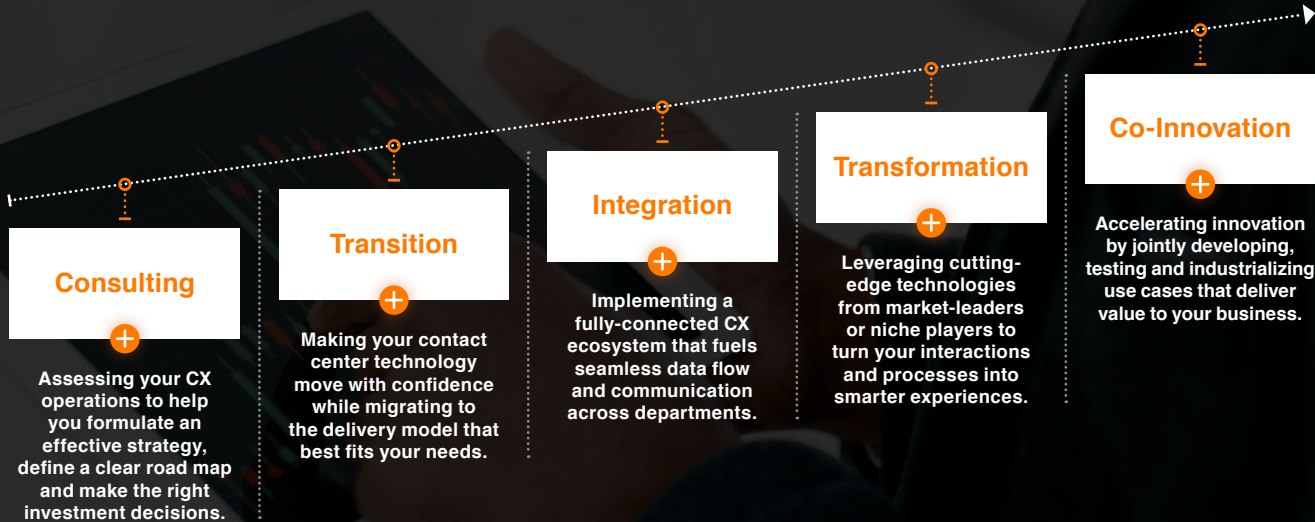 Consulting
Assessing your CX
operations to help
you formulate an
effective strategy,
define a clear road map
and make the right
investment decisions.
Transition
Making your contact
center technology
move with confidence
while migrating to
the delivery model that
best fits your needs.
Integration
Implementing a
fully-connected CX
ecosystem that fuels
seamless data flow
and communication
across departments.
Transformation
Leveraging cutting-
edge technologies
from market-leaders
or niche players to
turn your interactions
and processes into
smarter experiences.
Co-Innovation
Accelerating innovation
by jointly developing,
testing and industrializing
use cases that deliver
value to your business.